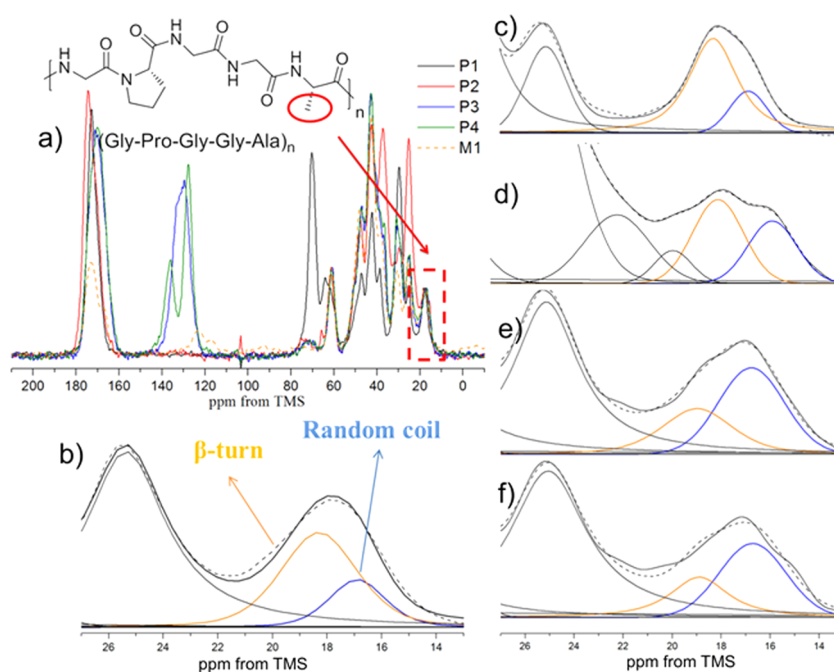 O
H
N
O
H
N
O
N
H
O
H
N
O
N
n
a)
(Gly-Pro-Gly-Gly-Ala)n
P1
P2
P3
P4
M1
210 180 160 140 120 100 80 60 40 20 0
ppm from TMS
b)
β-turn
Random coil
26 24 22 20 18 16 14
ppm from TMS
c)
d)
e)
f)
26 24 22 20 18 16 14
ppm from TMS